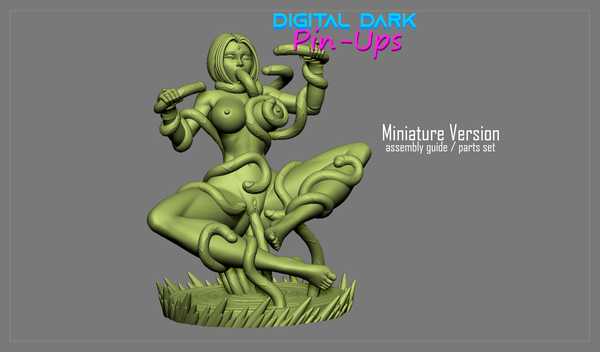 DIGITAL DARK
Pin-Ups
Miniature Version
assembly guide / parts set